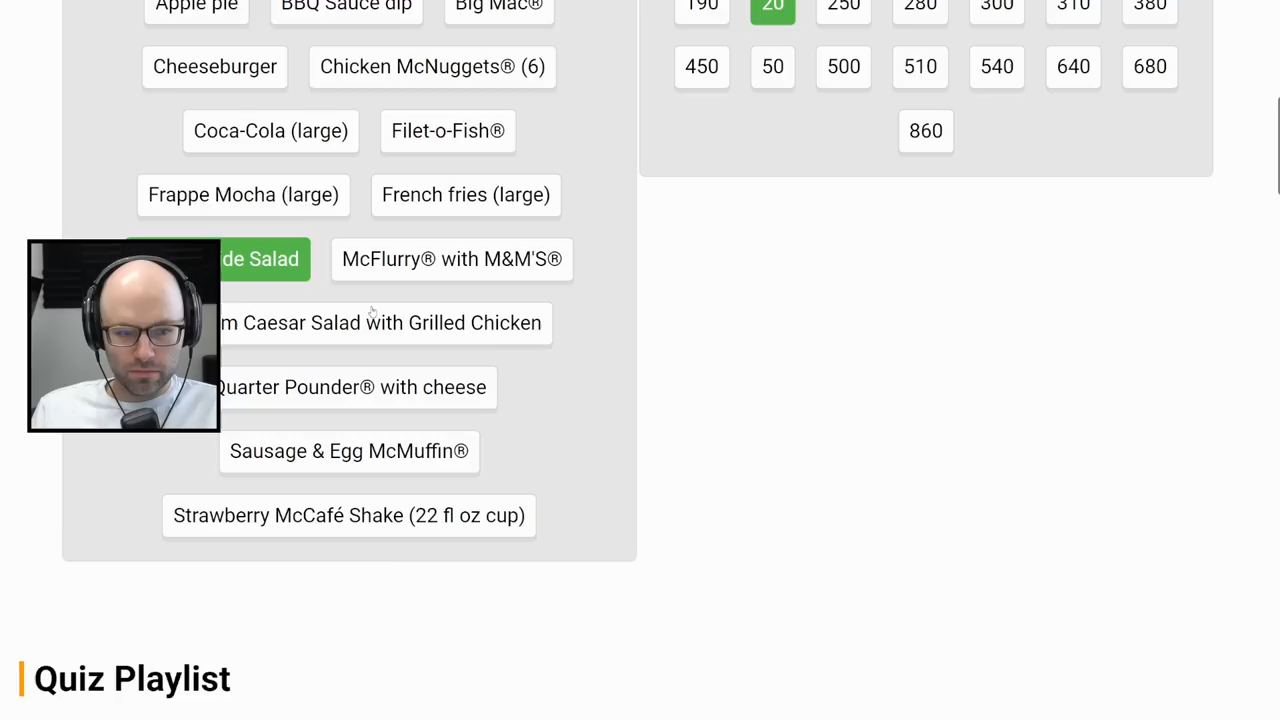 Apple pie BBQ Sauce dip Big Mac®
Cheeseburger Chicken McNuggets® (6)
Coca-Cola (large) Filet-o-Fish®
Frappe Mocha (large) French fries (large)
de Salad McFlurry® with M&M'S®
m Caesar Salad with Grilled Chicken
Quarter Pounder® with cheese
Sausage & Egg McMuffin®
Strawberry McCafé Shake (22 fl oz cup)
190 20 250 280 300 310 380
450 50 500 510 540 640 680
860
Quiz Playlist